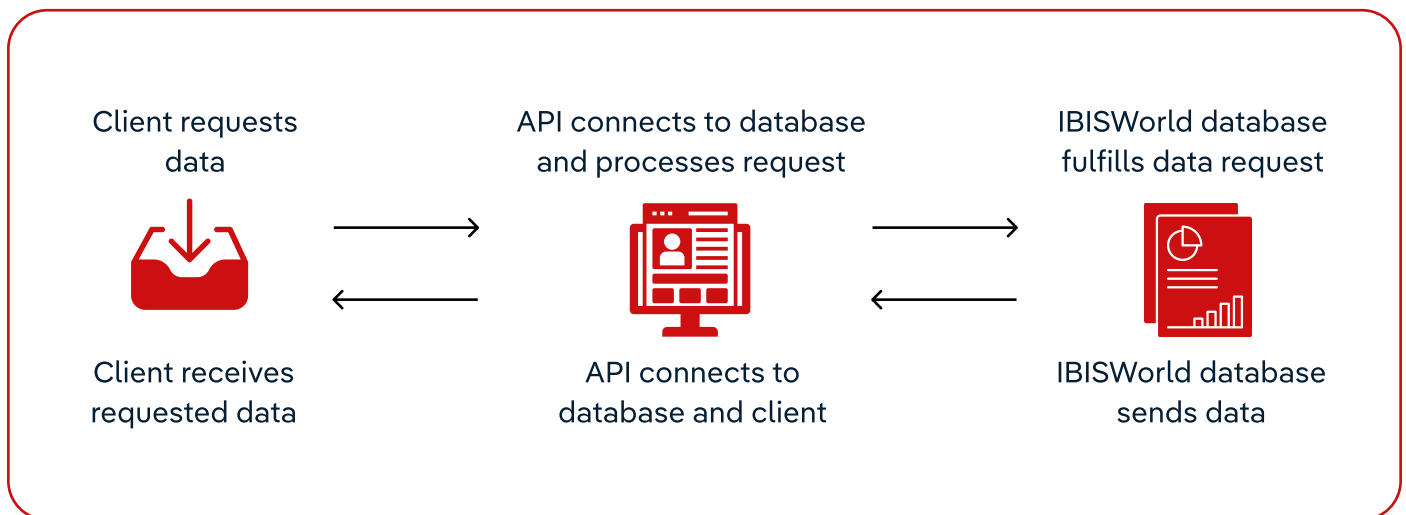 Client requests
data
API connects to database
and processes request
IBISWorld database
fulfills data request
Client receives
requested data
API connects to
database and client
IBISWorld database
sends data